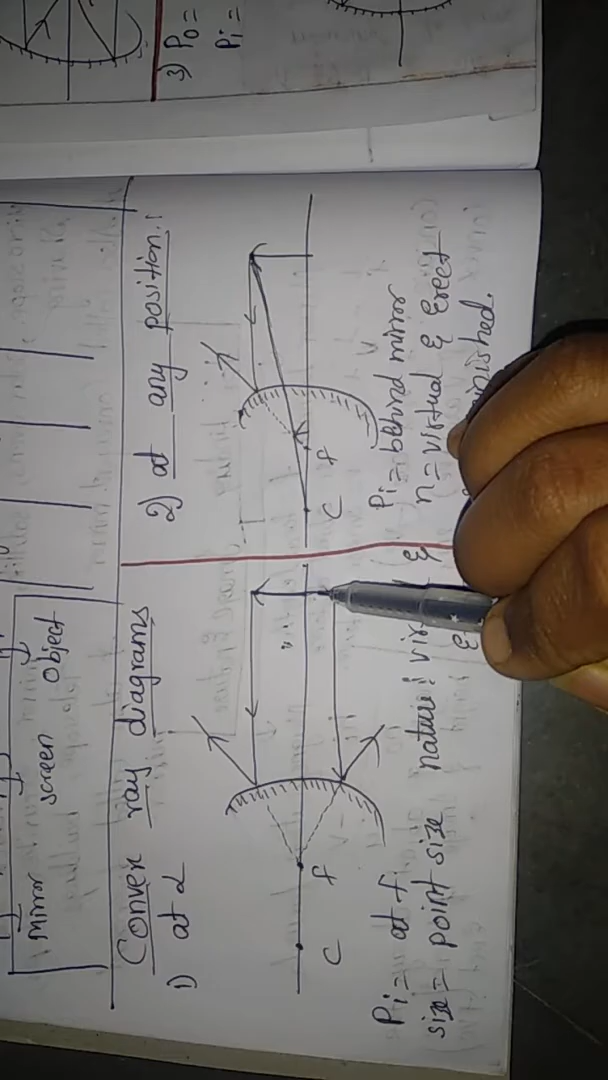 mirror
screen
object
Convex ray diagrams
1) at α
C
f
Pi = at f
size = point size
nature: vir
&
2) at any position:
C
f
Pi = behind mirror
n = virtual & Erect
3) Po =
Pi =